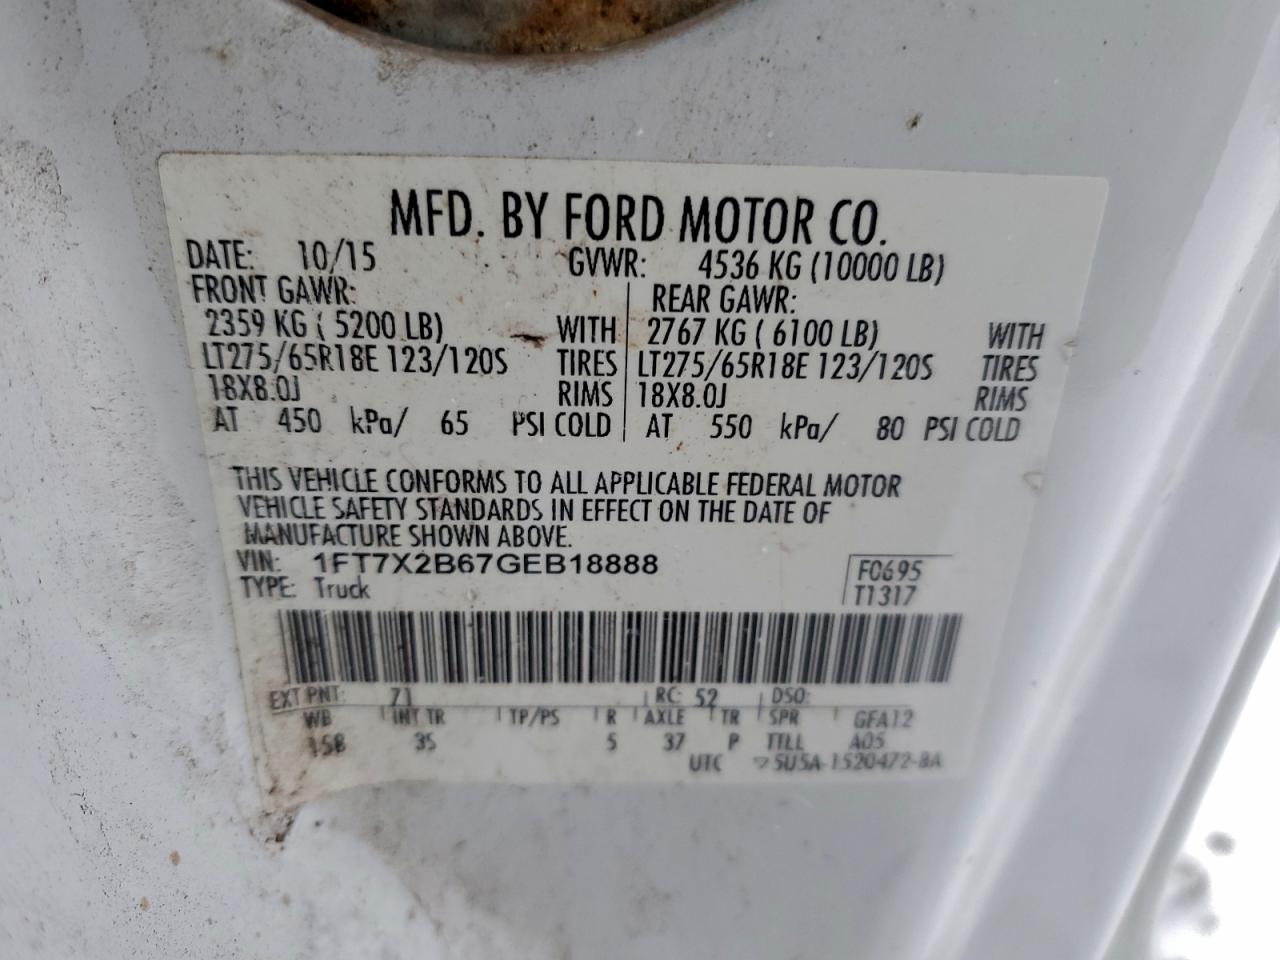 MFD. BY FORD MOTOR CO.
DATE: 10/15 GVWR: 4536 KG (10000 LB)
FRONT GAWR: REAR GAWR:
2359 KG ( 5200 LB) WITH 2767 KG ( 6100 LB) WITH
LT275/65R18E 123/120S TIRES LT275/65R18E 123/120S TIRES
18X8.0J RIMS 18X8.0J RIMS
AT 450 kPa/ 65 PSI COLD AT 550 kPa/ 80 PSI COLD
THIS VEHICLE CONFORMS TO ALL APPLICABLE FEDERAL MOTOR
VEHICLE SAFETY STANDARDS IN EFFECT ON THE DATE OF
MANUFACTURE SHOWN ABOVE.
VIN: 1FT7X2B67GEB18888
TYPE: Truck
F0695
T1317
EXT PNT: 71 RC: 52 DSO:
WB INT TR TP/PS R AXLE TR SPR GFA12
158 35 5 37 P TTLL A05
UTC